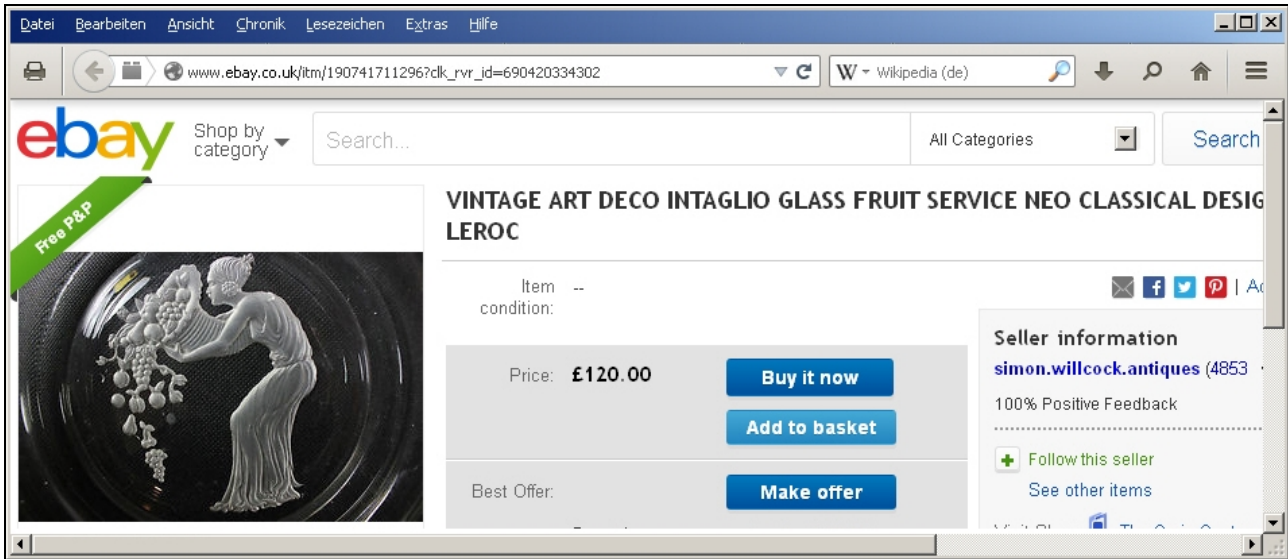 Datei Bearbeiten Ansicht Chronik Lesezeichen Extras Hilfe
www.ebay.co.uk/itm/190741711296?clk_rvr_id=690420334302
W Wikipedia (de)
ebay
Shop by
category
Search...
All Categories
Search
Free P&P
VINTAGE ART DECO INTAGLIO GLASS FRUIT SERVICE NEO CLASSICAL DESIG
LEROC
Item
condition:
--
Ad
Seller information
simon.willcock.antiques (4853
100% Positive Feedback
Price: £120.00
Buy it now
Add to basket
Follow this seller
See other items
Best Offer:
Make offer